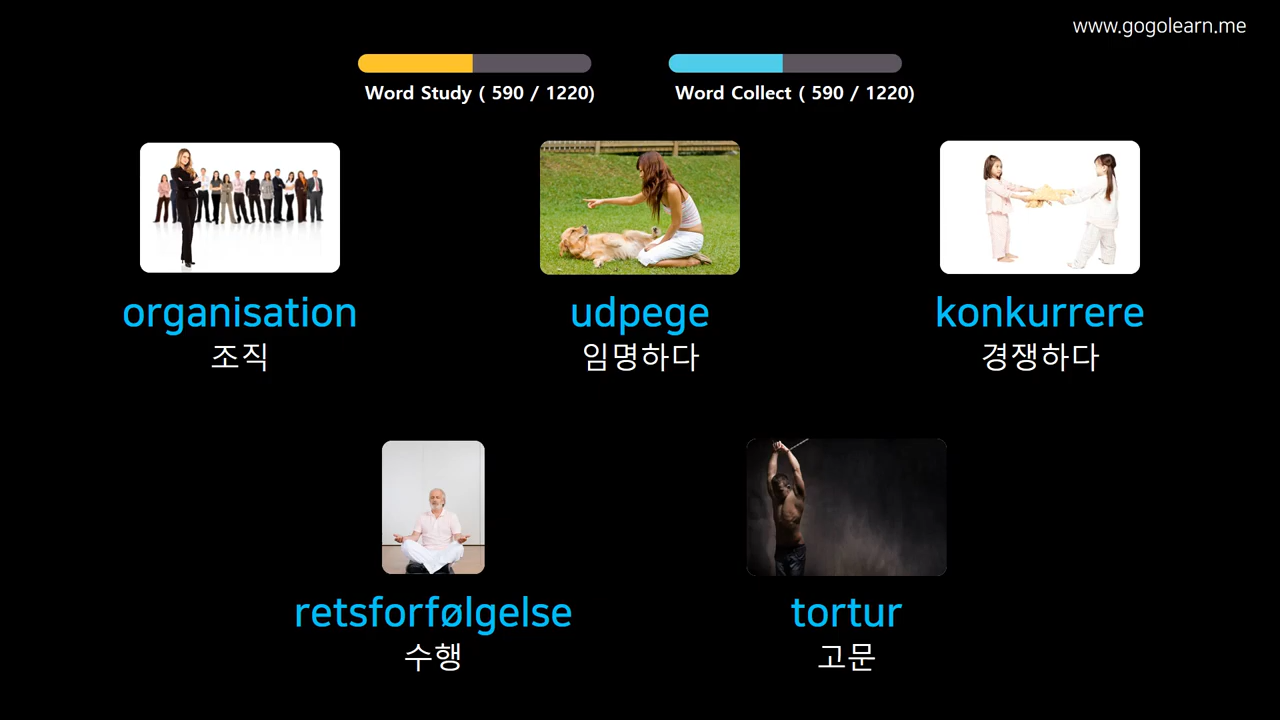 www.gogolearn.me
Word Study ( 590 / 1220)
Word Collect ( 590 / 1220)
organisation
조직
udpege
임명하다
konkurrere
경쟁하다
retsforfølgelse
수행
tortur
고문